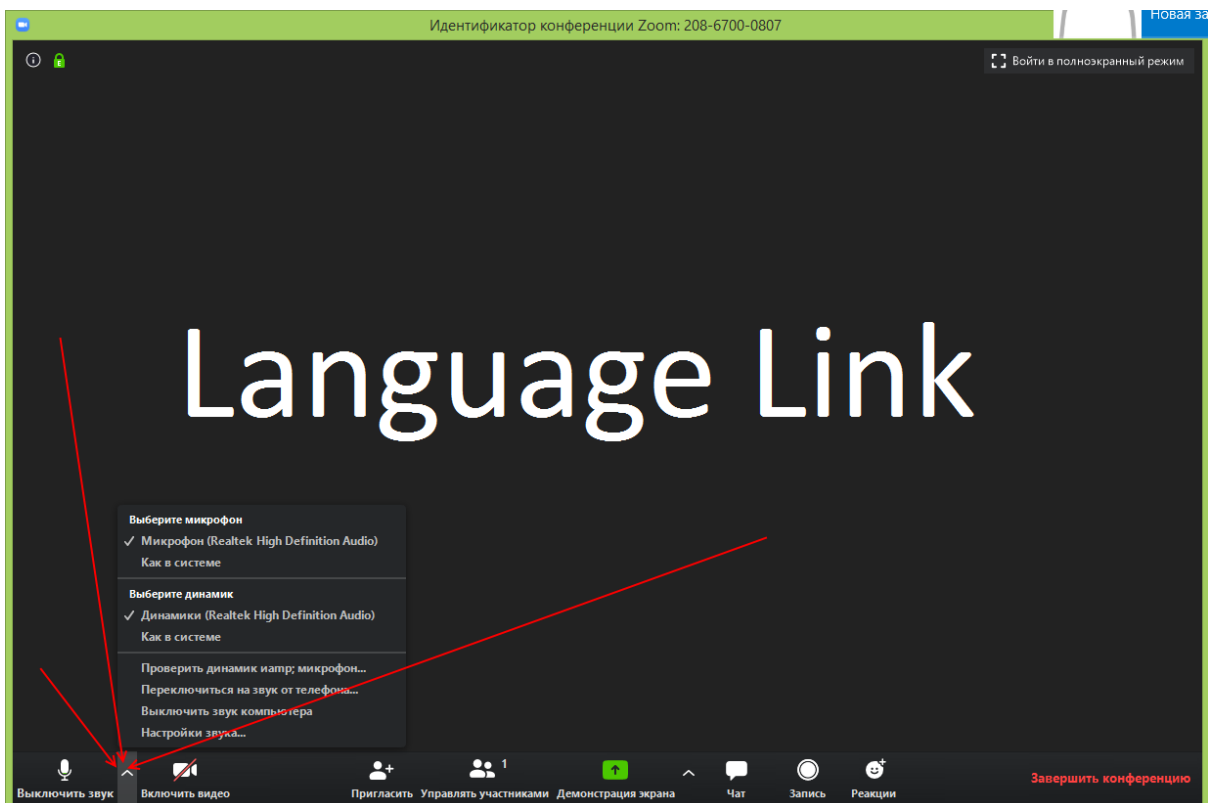 Идентификатор конференции Zoom: 208-6700-0807
Новая за
Войти в полноэкранный режим
Language Link
Выберите микрофон
Микрофон (Realtek High Definition Audio)
Как в системе
Выберите динамик
Динамики (Realtek High Definition Audio)
Как в системе
Проверить динамик иamp; микрофон...
Переключиться на звук от телефона...
Выключить звук компьютера
Настройки звука...
1
Выключить звук Включить видео Пригласить Управлять участниками Демонстрация экрана Чат Запись Реакции Завершить конференцию